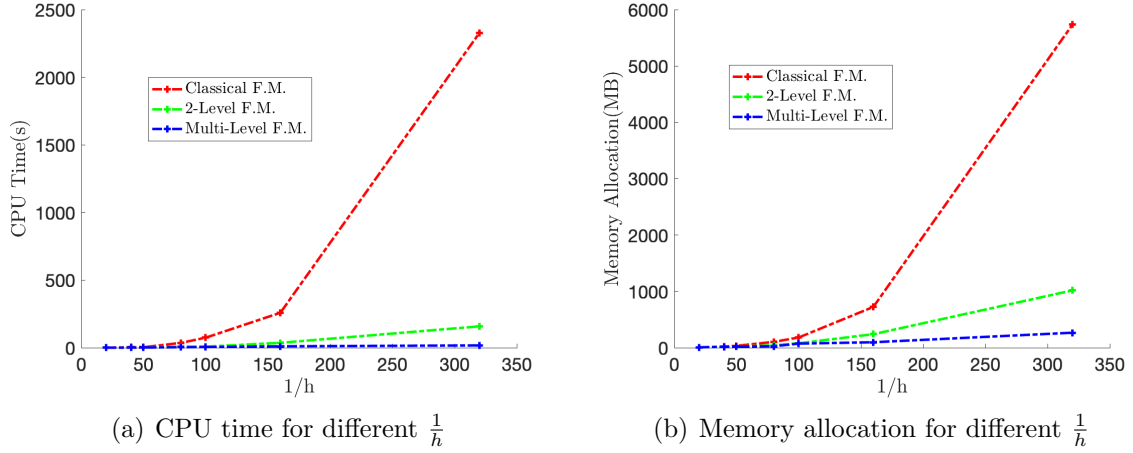 2500
2000
1500
1000
500
0
CPU Time(s)
Classical F.M.
2-Level F.M.
Multi-Level F.M.
0 50 100 150 200 250 300 350
1/h
(a) CPU time for different 1/h
6000
5000
4000
3000
2000
1000
0
Memory Allocation(MB)
Classical F.M.
2-Level F.M.
Multi-Level F.M.
0 50 100 150 200 250 300 350
1/h
(b) Memory allocation for different 1/h